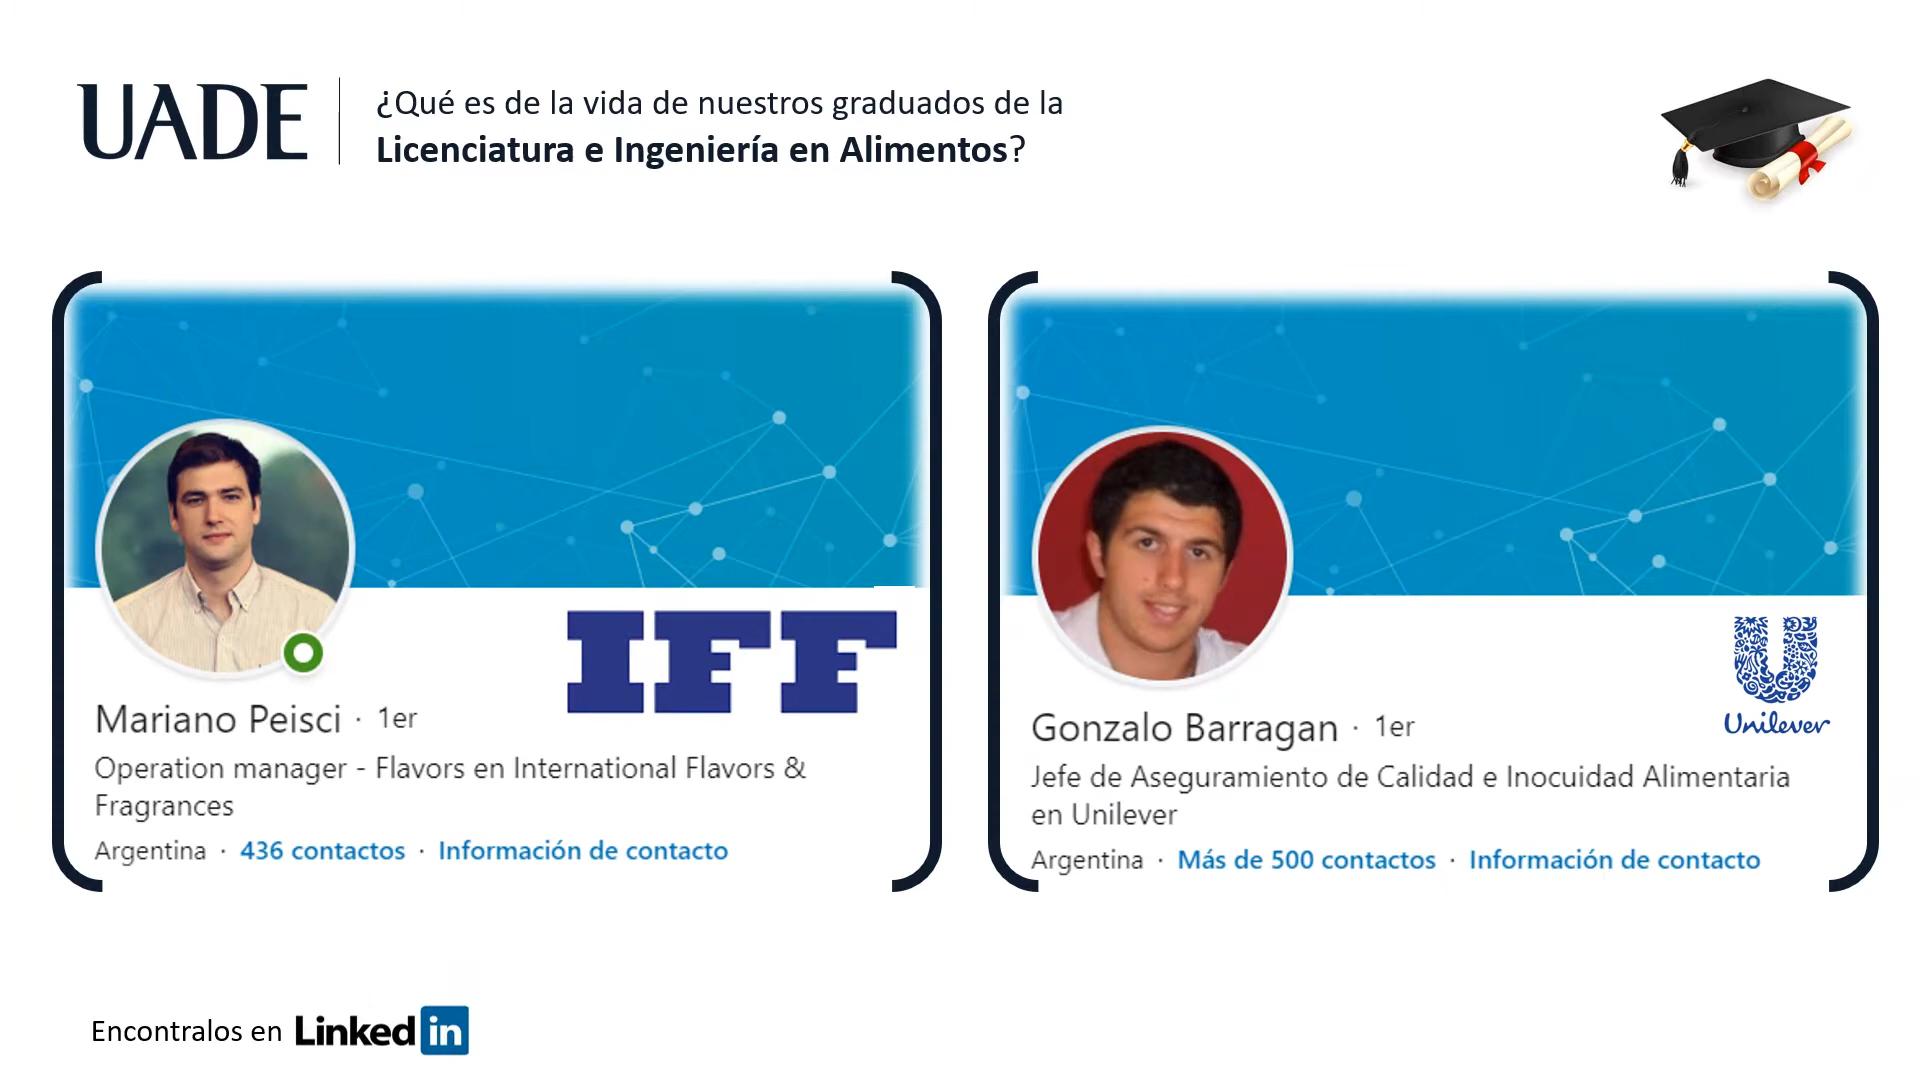 UADE
¿Qué es de la vida de nuestros graduados de la
Licenciatura e Ingeniería en Alimentos?
IFF
Mariano Peisci · 1er
Operation manager - Flavors en International Flavors &
Fragrances
Argentina · 436 contactos · Información de contacto
Unilever
Gonzalo Barragan · 1er
Jefe de Aseguramiento de Calidad e Inocuidad Alimentaria
en Unilever
Argentina · Más de 500 contactos · Información de contacto
Encontralos en Linked in